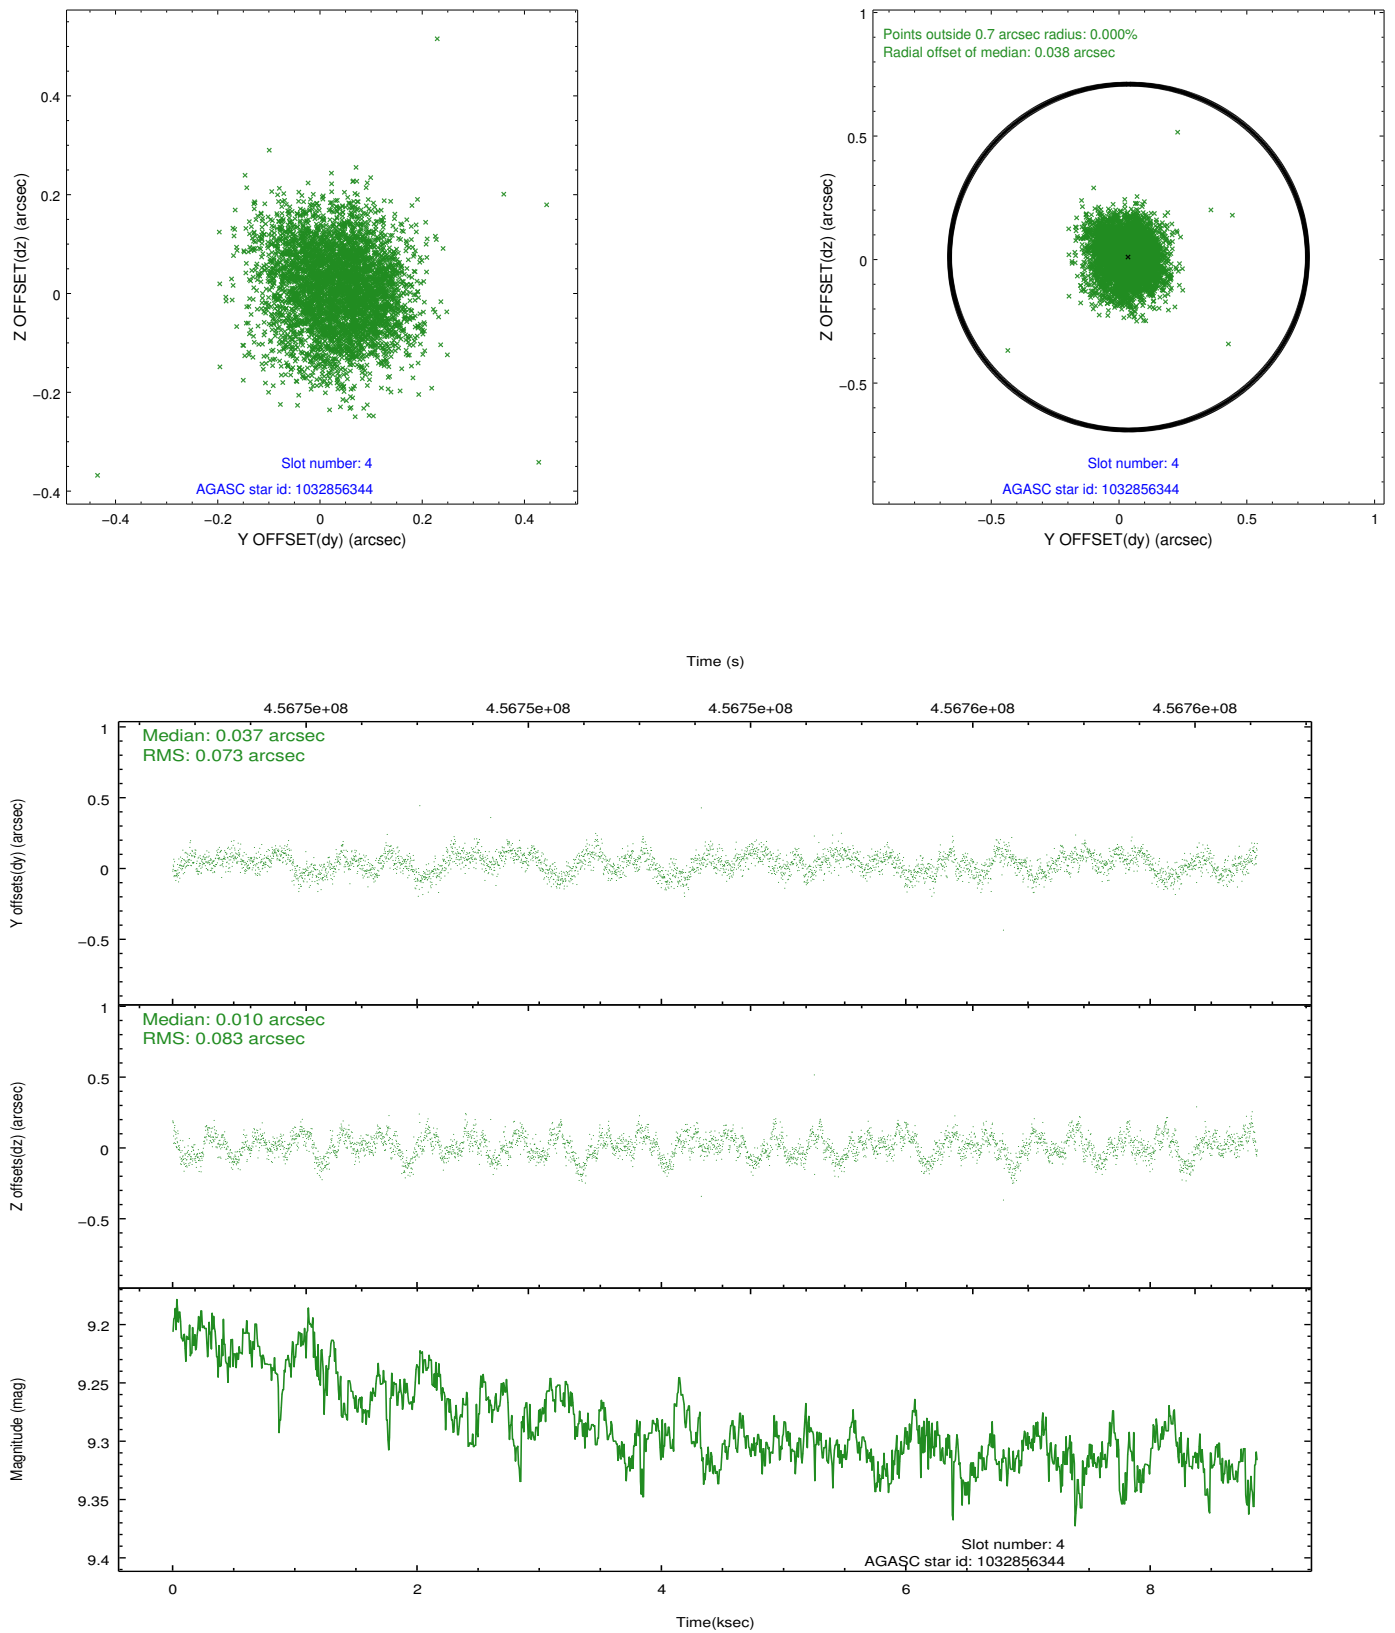 Z OFFSET(dz) (arcsec)
0.4
0.2
0
−0.2
−0.4
Slot number: 4
AGASC star id: 1032856344
−0.4
−0.2
0
0.2
0.4
Y OFFSET(dy) (arcsec)
Points outside 0.7 arcsec radius: 0.000%
Radial offset of median: 0.038 arcsec
Z OFFSET(dz) (arcsec)
1
0.5
0
−0.5
Slot number: 4
AGASC star id: 1032856344
−0.5
0
0.5
1
Y OFFSET(dy) (arcsec)
Time (s)
4.5675e+08
4.5675e+08
4.5675e+08
4.5676e+08
4.5676e+08
Median: 0.037 arcsec
RMS: 0.073 arcsec
Y offsets(dy) (arcsec)
1
0.5
0
−0.5
Median: 0.010 arcsec
RMS: 0.083 arcsec
Z offsets(dz) (arcsec)
1
0.5
0
−0.5
Magnitude (mag)
9.2
9.25
9.3
9.35
9.4
Slot number: 4
AGASC star id: 1032856344
0
2
4
6
8
Time(ksec)